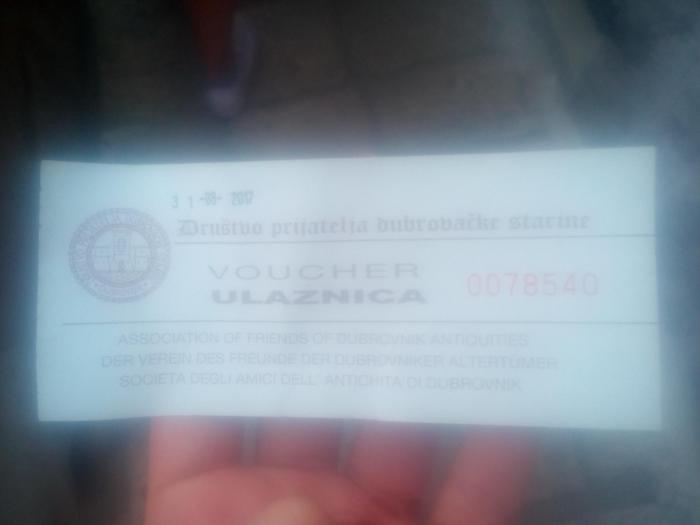 31-08-2017
Društvo prijatelja dubrovačke starine
VOUCHER
ULAZNICA
0078540
ASSOCIATION OF FRIENDS OF DUBROVNIK ANTIQUITIES
DER VEREIN DES FREUNDE DER DUBROVNIKER ALTERTÜMER
SOCIETA DEGLI AMICI DELL' ANTICHITA DI DUBROVNIK